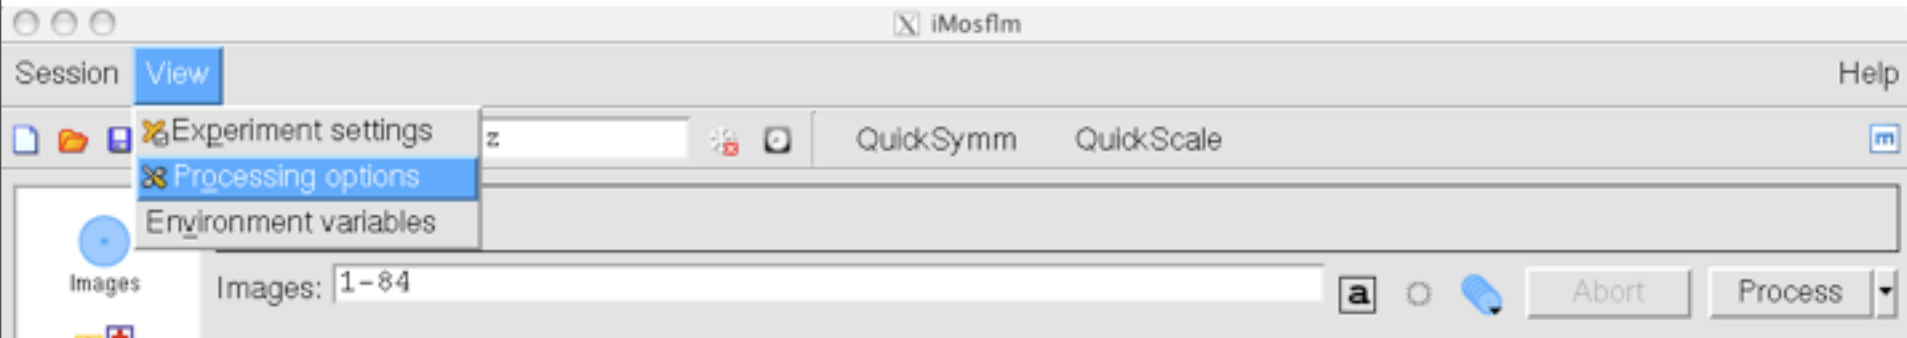 iMosflm
Session View Help
Experiment settings
z QuickSymm QuickScale m
Processing options
Environment variables
Images
Images: 1-84 a Abort Process